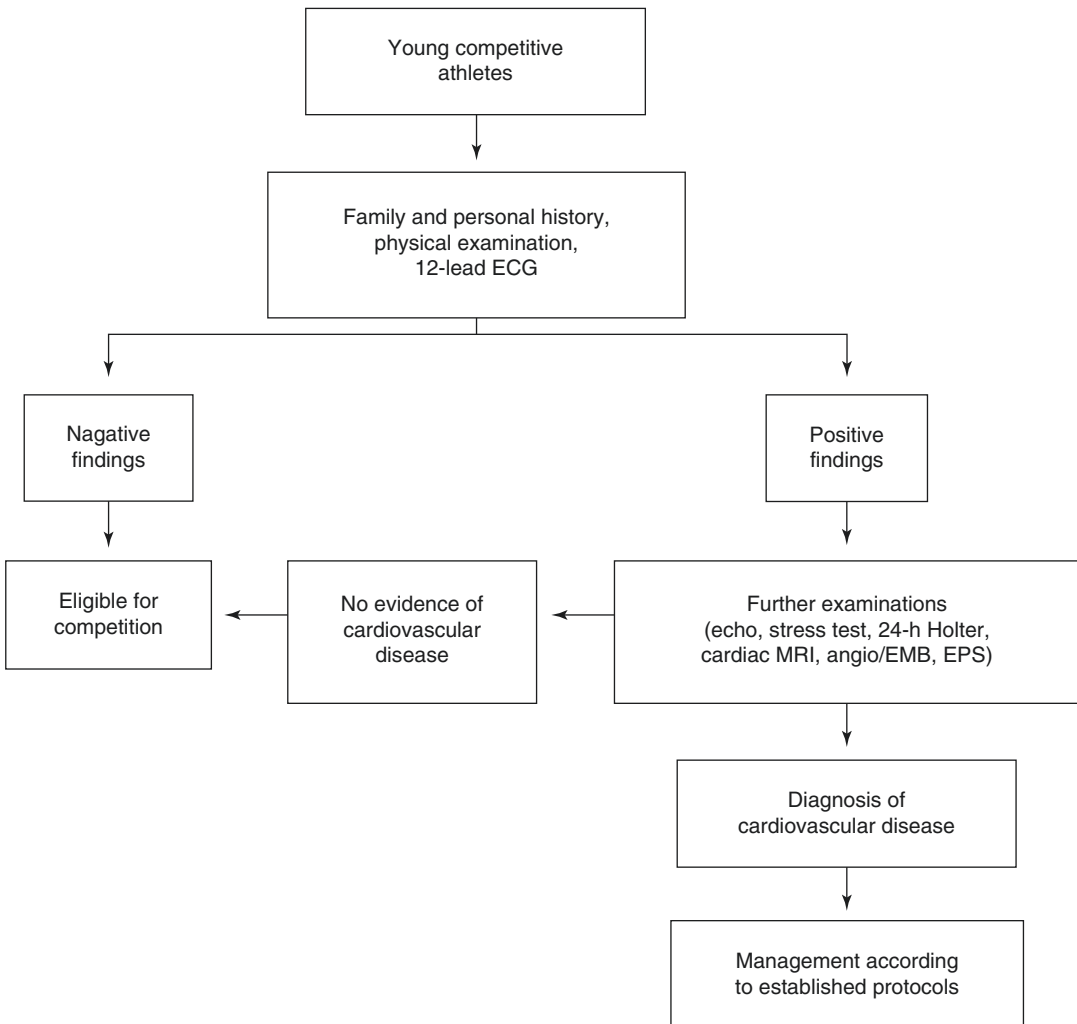 Young competitive
athletes
Family and personal history,
physical examination,
12-lead ECG
Nagative
findings
Positive
findings
Eligible for
competition
No evidence of
cardiovascular
disease
Further examinations
(echo, stress test, 24-h Holter,
cardiac MRI, angio/EMB, EPS)
Diagnosis of
cardiovascular disease
Management according
to established protocols